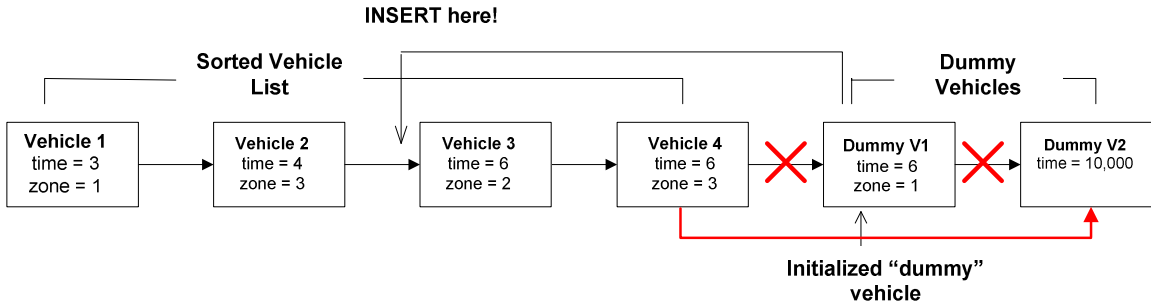 INSERT here!
Sorted Vehicle
List
Dummy
Vehicles
Vehicle 1
time = 3
zone = 1
Vehicle 2
time = 4
zone = 3
Vehicle 3
time = 6
zone = 2
Vehicle 4
time = 6
zone = 3
Dummy V1
time = 6
zone = 1
Dummy V2
time = 10,000
Initialized “dummy”
vehicle